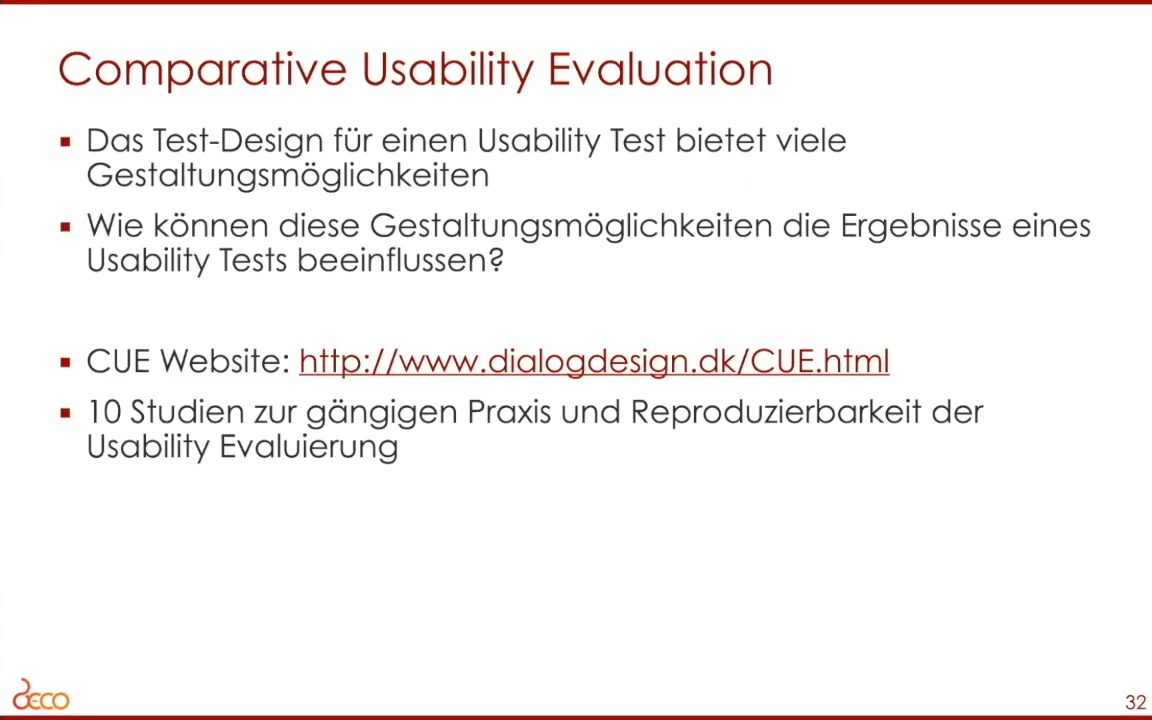 Comparative Usability Evaluation
▪ Das Test-Design für einen Usability Test bietet viele
Gestaltungsmöglichkeiten
▪ Wie können diese Gestaltungsmöglichkeiten die Ergebnisse eines
Usability Tests beeinflussen?
▪ CUE Website: http://www.dialogdesign.dk/CUE.html
▪ 10 Studien zur gängigen Praxis und Reproduzierbarkeit der
Usability Evaluierung
DECO
32